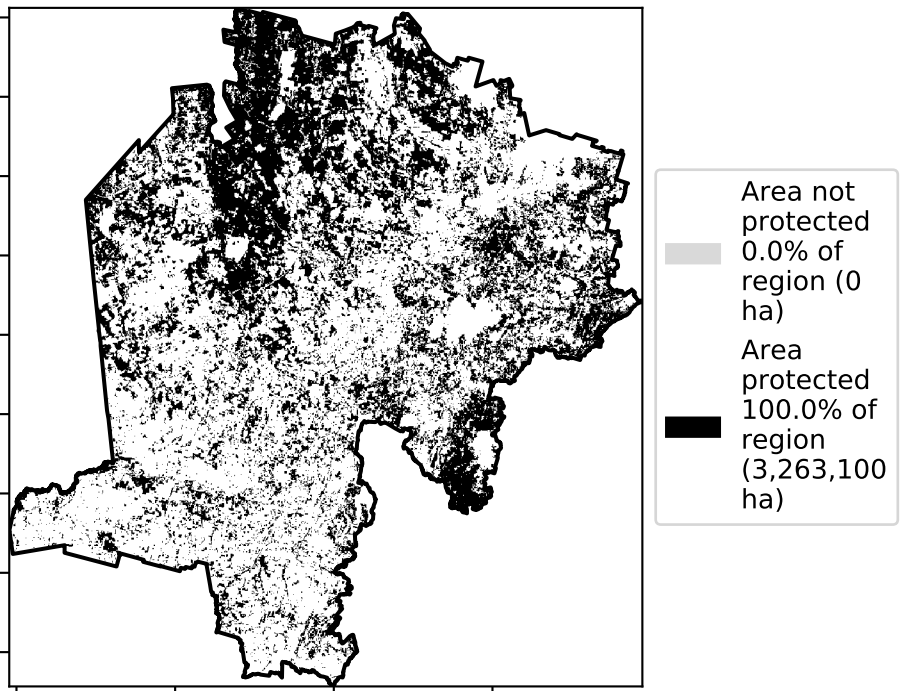 Area not
protected
0.0% of
region (0
ha)
Area
protected
100.0% of
region
(3,263,100
ha)